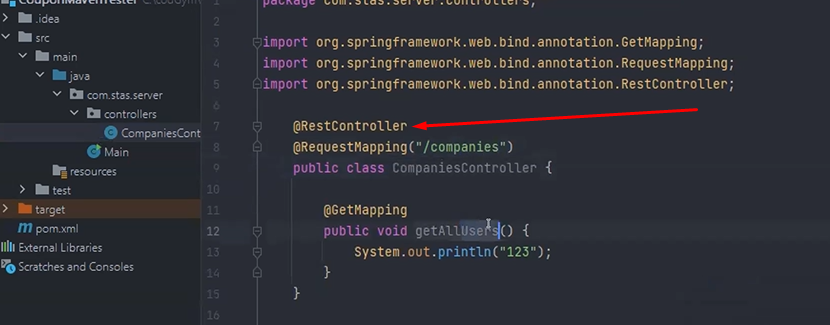 .idea
src
main
java
com.stas.server
controllers
CompaniesCont
Main
resources
test
target
pom.xml
External Libraries
Scratches and Consoles
1
package com.stas.server.controllers;
2
3
import org.springframework.web.bind.annotation.GetMapping;
4
import org.springframework.web.bind.annotation.RequestMapping;
5
import org.springframework.web.bind.annotation.RestController;
6
7
@RestController
8
@RequestMapping("/companies")
9
public class CompaniesController {
10
11
@GetMapping
12
public void getAllUsers() {
13
System.out.println("123");
14
}
15
}
16